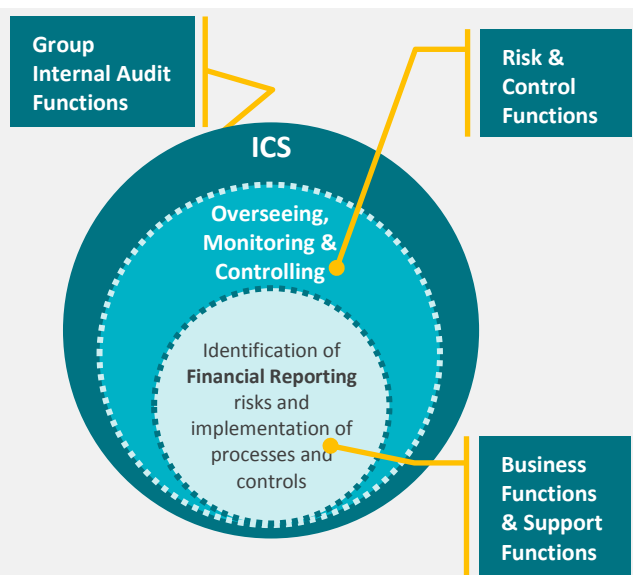 Group
Internal Audit
Functions
Risk &
Control
Functions
ICS
Overseeing,
Monitoring &
Controlling
Identification of
Financial Reporting
risks and
implementation of
processes and
controls
Business
Functions
& Support
Functions